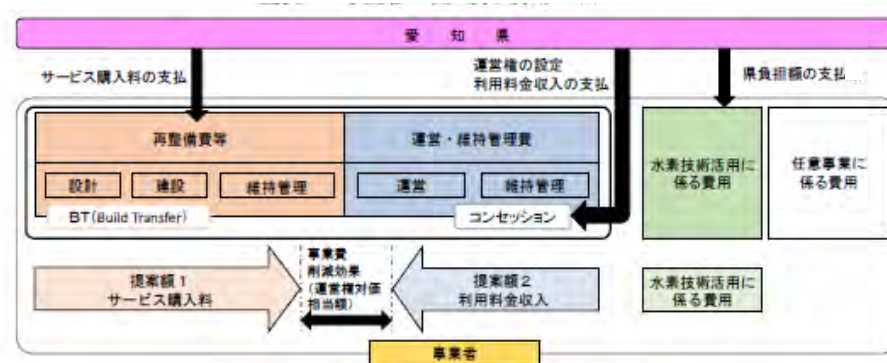 愛 知 県
サービス購入料の支払
運営権の設定
利用料金収入の支払
県負担額の支払
再整備費等
運営・維持管理費
設計
建設
維持管理
運営
維持管理
BT(Build Transfer)
コンセッション
水素技術活用に
係る費用
任意事業に
係る費用
提案額1
サービス購入料
事業費
削減効果
(運営権対価
相当額)
提案額2
利用料金収入
水素技術活用に
係る費用
事業者